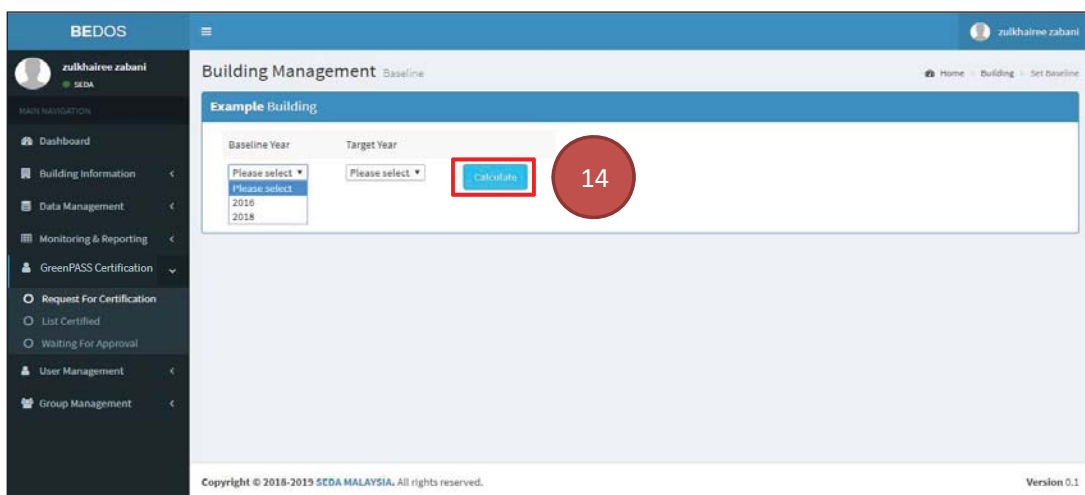 BEDOS
zulkhairee zabani
zulkhairee zabani
SEDA
MAIN NAVIGATION
Dashboard
Building Information
Data Management
Monitoring & Reporting
GreenPASS Certification
Request For Certification
List Certified
Waiting For Approval
User Management
Group Management
Building Management Baseline
Home > Building > Set Baseline
Example Building
Baseline Year Target Year
Please select Please select Calculate
Please select
2016
2018
14
Copyright © 2018-2019 SEDA MALAYSIA. All rights reserved. Version 0.1